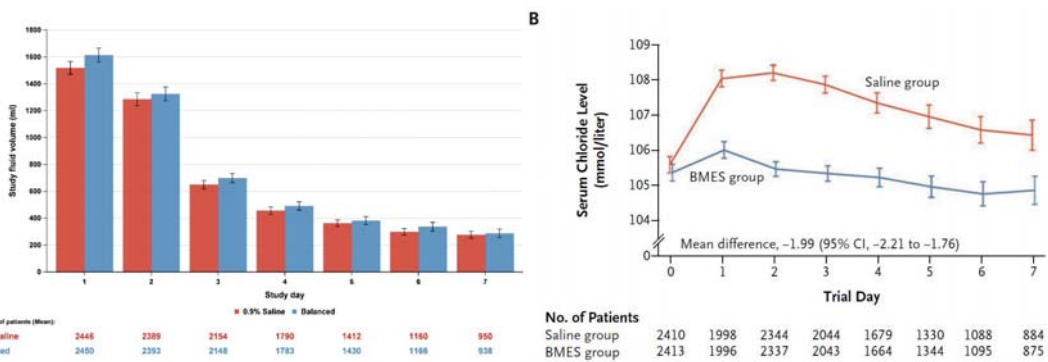 1800
1600
1400
1200
1000
800
600
400
200
0
Study fluid volume (ml)
1 2 3 4 5 6 7
Study day
0.9% Saline Balanced
of patients (Mean):
aline 2446 2389 2154 1790 1412 1160 950
ed 2450 2393 2148 1783 1430 1166 938
B
109
108
107
106
105
104
0
Serum Chloride Level
(mmol/liter)
Saline group
BMES group
Mean difference, −1.99 (95% CI, −2.21 to −1.76)
0 1 2 3 4 5 6 7
Trial Day
No. of Patients
Saline group 2410 1998 2344 2044 1679 1330 1088 884
BMES group 2413 1996 2337 2043 1664 1344 1095 875